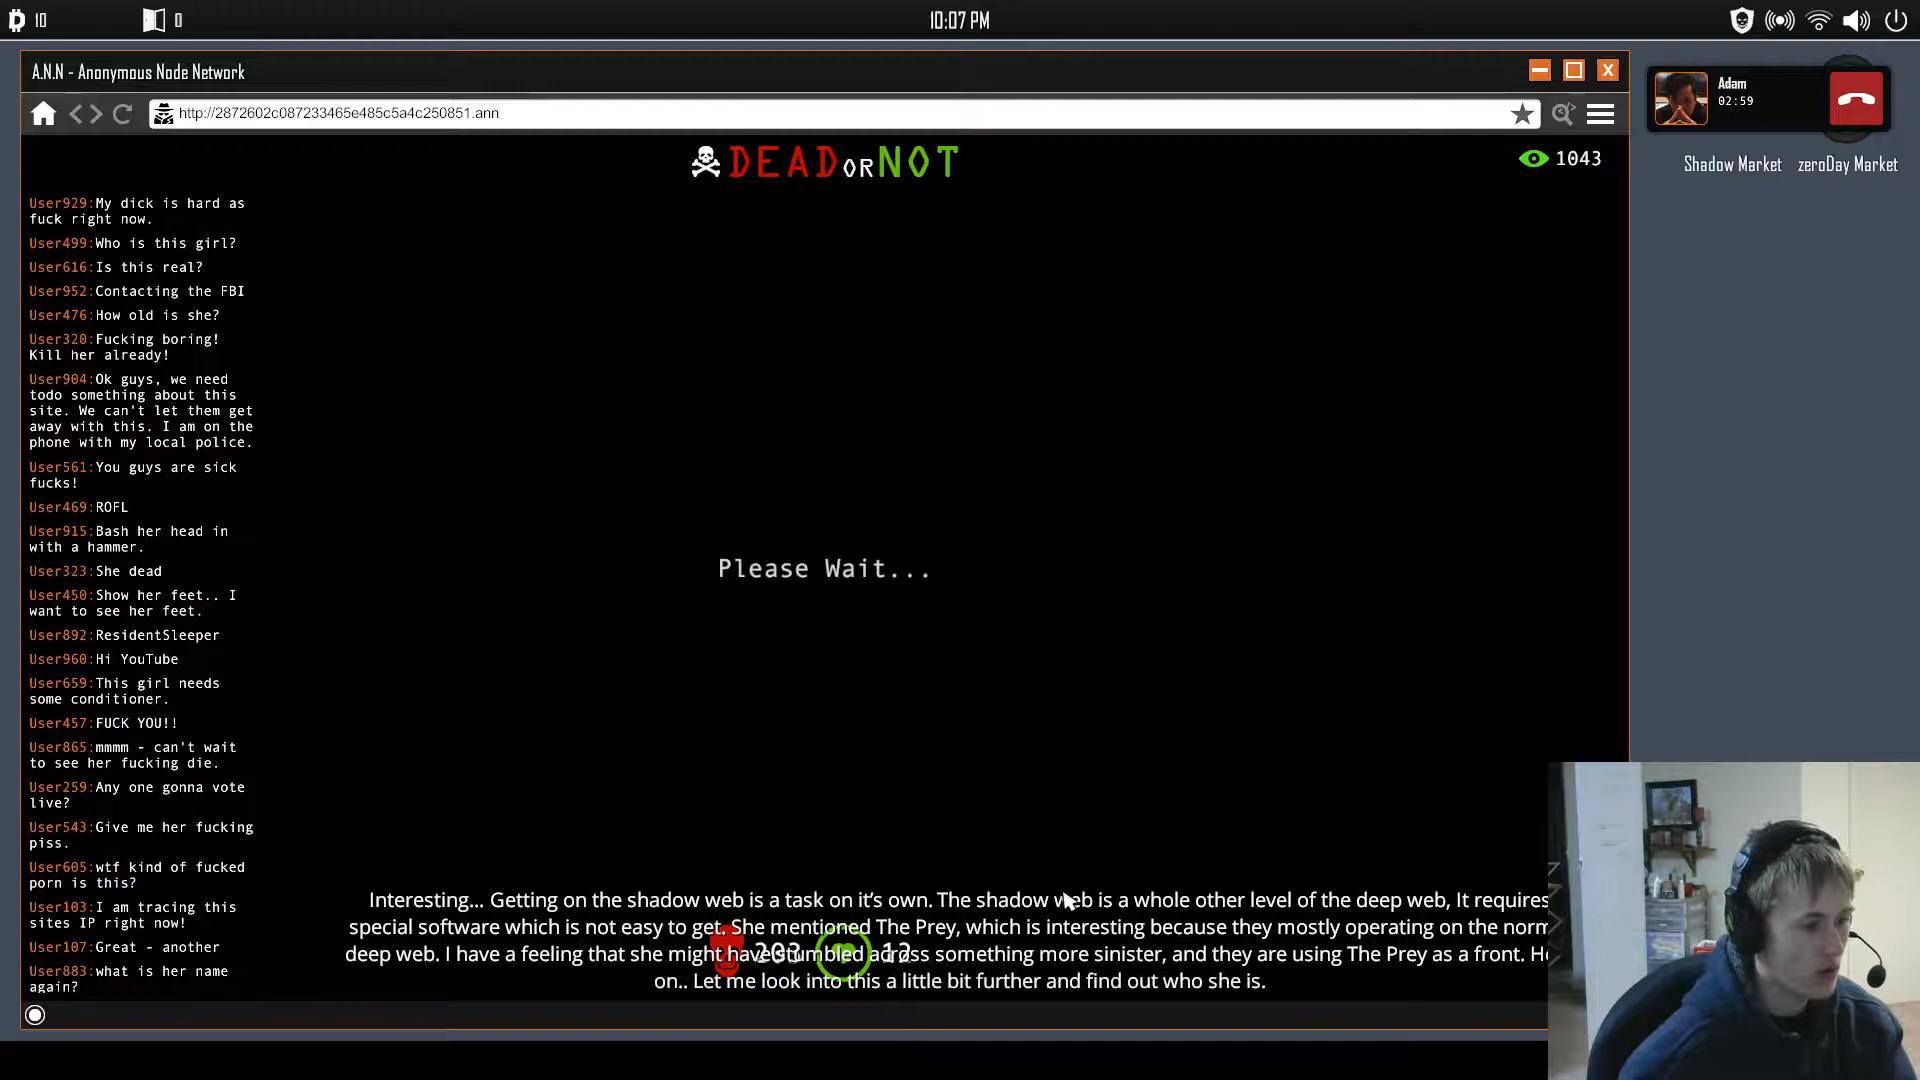 10
0
10:07 PM
A.N.N - Anonymous Node Network
X
Adam
02:59
http://2872602c087233465e485c5a4c250851.ann
Shadow Market zeroDay Market
DEAD OR NOT
1043
User929:My dick is hard as
fuck right now.
User499:Who is this girl?
User616:Is this real?
User952:Contacting the FBI
User476:How old is she?
User320:Fucking boring!
Kill her already!
User904:Ok guys, we need
todo something about this
site. We can't let them get
away with this. I am on the
phone with my local police.
User561:You guys are sick
fucks!
User469:ROFL
User915:Bash her head in
with a hammer.
User323:She dead
User450:Show her feet.. I
want to see her feet.
User892:ResidentSleeper
User960:Hi YouTube
User659:This girl needs
some conditioner.
User457:FUCK YOU!!
User865:mmmm - can't wait
to see her fucking die.
User259:Any one gonna vote
live?
User543:Give me her fucking
piss.
User605:wtf kind of fucked
porn is this?
User103:I am tracing this
sites IP right now!
User107:Great - another
User883:what is her name
again?
Please Wait...
Interesting... Getting on the shadow web is a task on it's own. The shadow web is a whole other level of the deep web, It requires
special software which is not easy to get. She mentioned The Prey, which is interesting because they mostly operating on the norm
deep web. I have a feeling that she might have stumbled across something more sinister, and they are using The Prey as a front. H
on.. Let me look into this a little bit further and find out who she is.
203
12